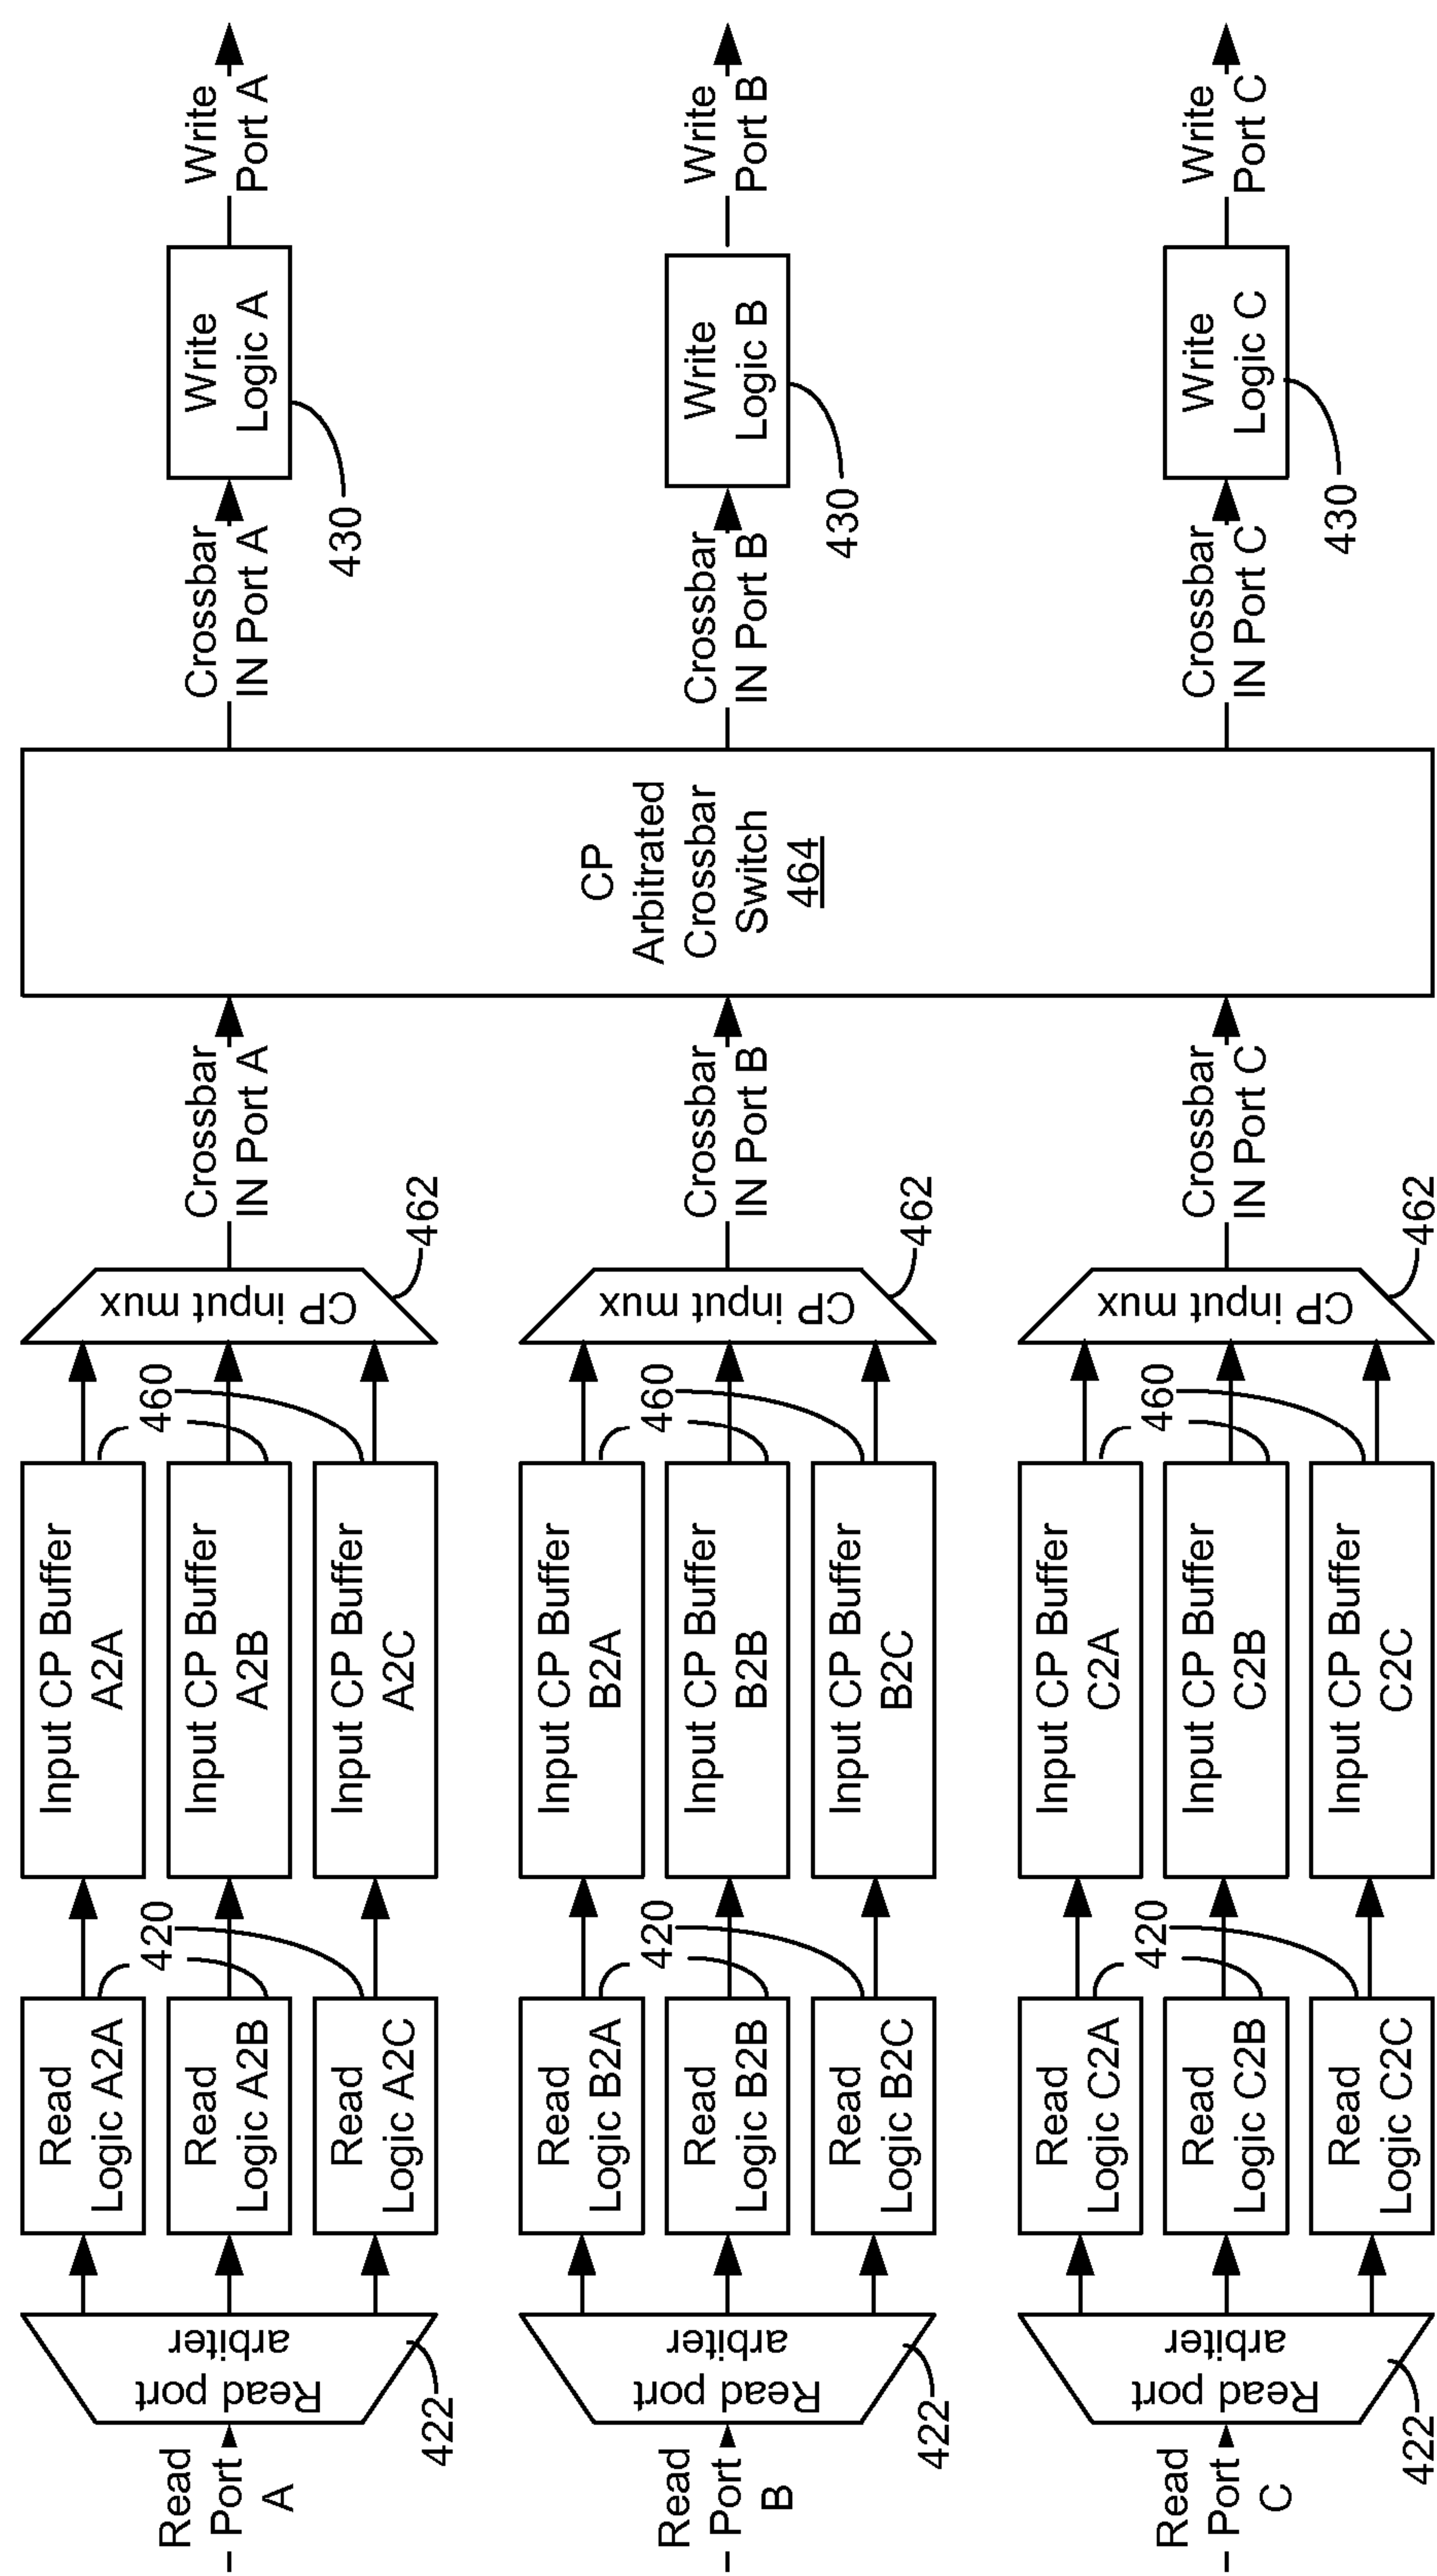 Read
Port
A
Read port
arbiter
422
Read
Logic A2A
Read
Logic A2B
Read
Logic A2C
420
Input CP Buffer
A2A
Input CP Buffer
A2B
Input CP Buffer
A2C
460
CP input mux
462
Crossbar
IN Port A
Read
Port
B
Read port
arbiter
422
Read
Logic B2A
Read
Logic B2B
Read
Logic B2C
420
Input CP Buffer
B2A
Input CP Buffer
B2B
Input CP Buffer
B2C
460
CP input mux
462
Crossbar
IN Port B
Read
Port
C
Read port
arbiter
422
Read
Logic C2A
Read
Logic C2B
Read
Logic C2C
420
Input CP Buffer
C2A
Input CP Buffer
C2B
Input CP Buffer
C2C
460
CP input mux
462
Crossbar
IN Port C
CP
Arbitrated
Crossbar
Switch
464
Crossbar
IN Port A
Write
Logic A
430
Write
Port A
Crossbar
IN Port B
Write
Logic B
430
Write
Port B
Crossbar
IN Port C
Write
Logic C
430
Write
Port C